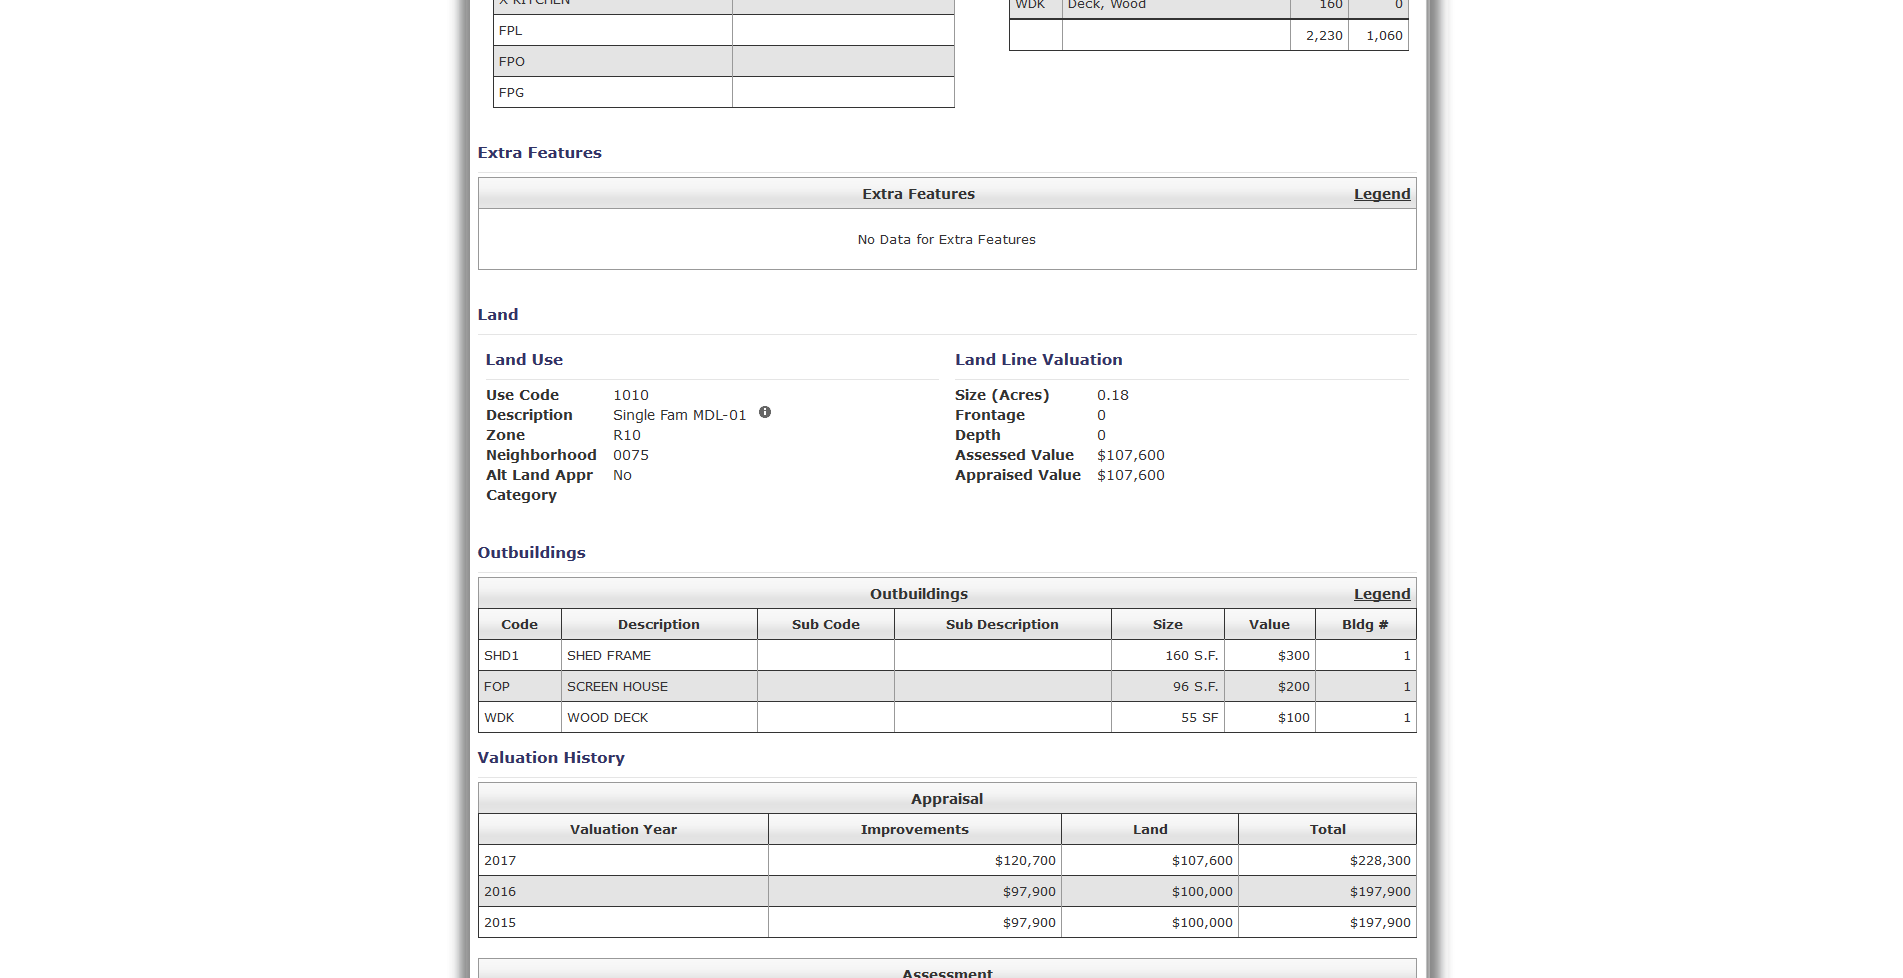 X KITCHEN
FPL
FPO
FPG
WDK Deck, Wood 160 0
2,230 1,060
Extra Features
Extra Features Legend
No Data for Extra Features
Land
Land Use
Use Code 1010
Description Single Fam MDL-01
Zone R10
Neighborhood 0075
Alt Land Appr No
Category
Land Line Valuation
Size (Acres) 0.18
Frontage 0
Depth 0
Assessed Value $107,600
Appraised Value $107,600
Outbuildings
Outbuildings Legend
Code Description Sub Code Sub Description Size Value Bldg #
SHD1 SHED FRAME 160 S.F. $300 1
FOP SCREEN HOUSE 96 S.F. $200 1
WDK WOOD DECK 55 SF $100 1
Valuation History
Appraisal
Valuation Year Improvements Land Total
2017 $120,700 $107,600 $228,300
2016 $97,900 $100,000 $197,900
2015 $97,900 $100,000 $197,900
Assessment